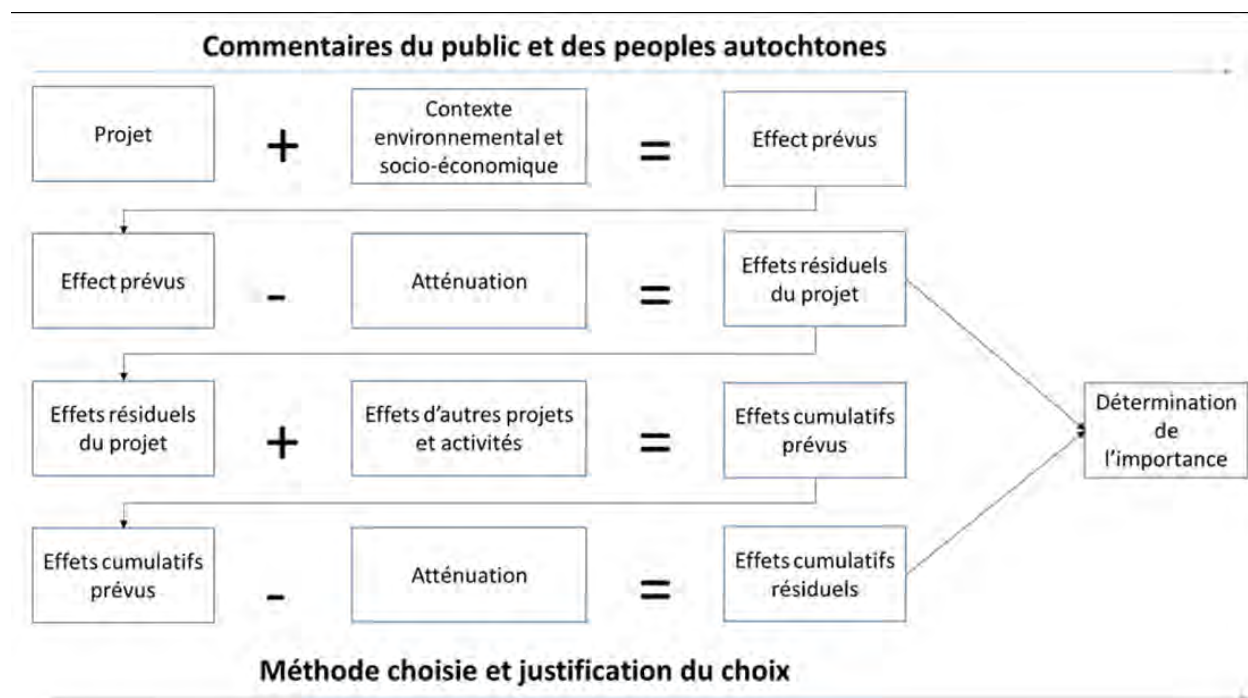 Commentaires du public et des peoples autochtones
Projet
+
Contexte
environnemental et
socio-économique
=
Effect prévus
Effect prévus
-
Atténuation
=
Effets résiduels
du projet
Effets résiduels
du projet
+
Effets d'autres projets
et activités
=
Effets cumulatifs
prévus
Détermination
de
l'importance
Effets cumulatifs
prévus
-
Atténuation
=
Effets cumulatifs
résiduels
Méthode choisie et justification du choix